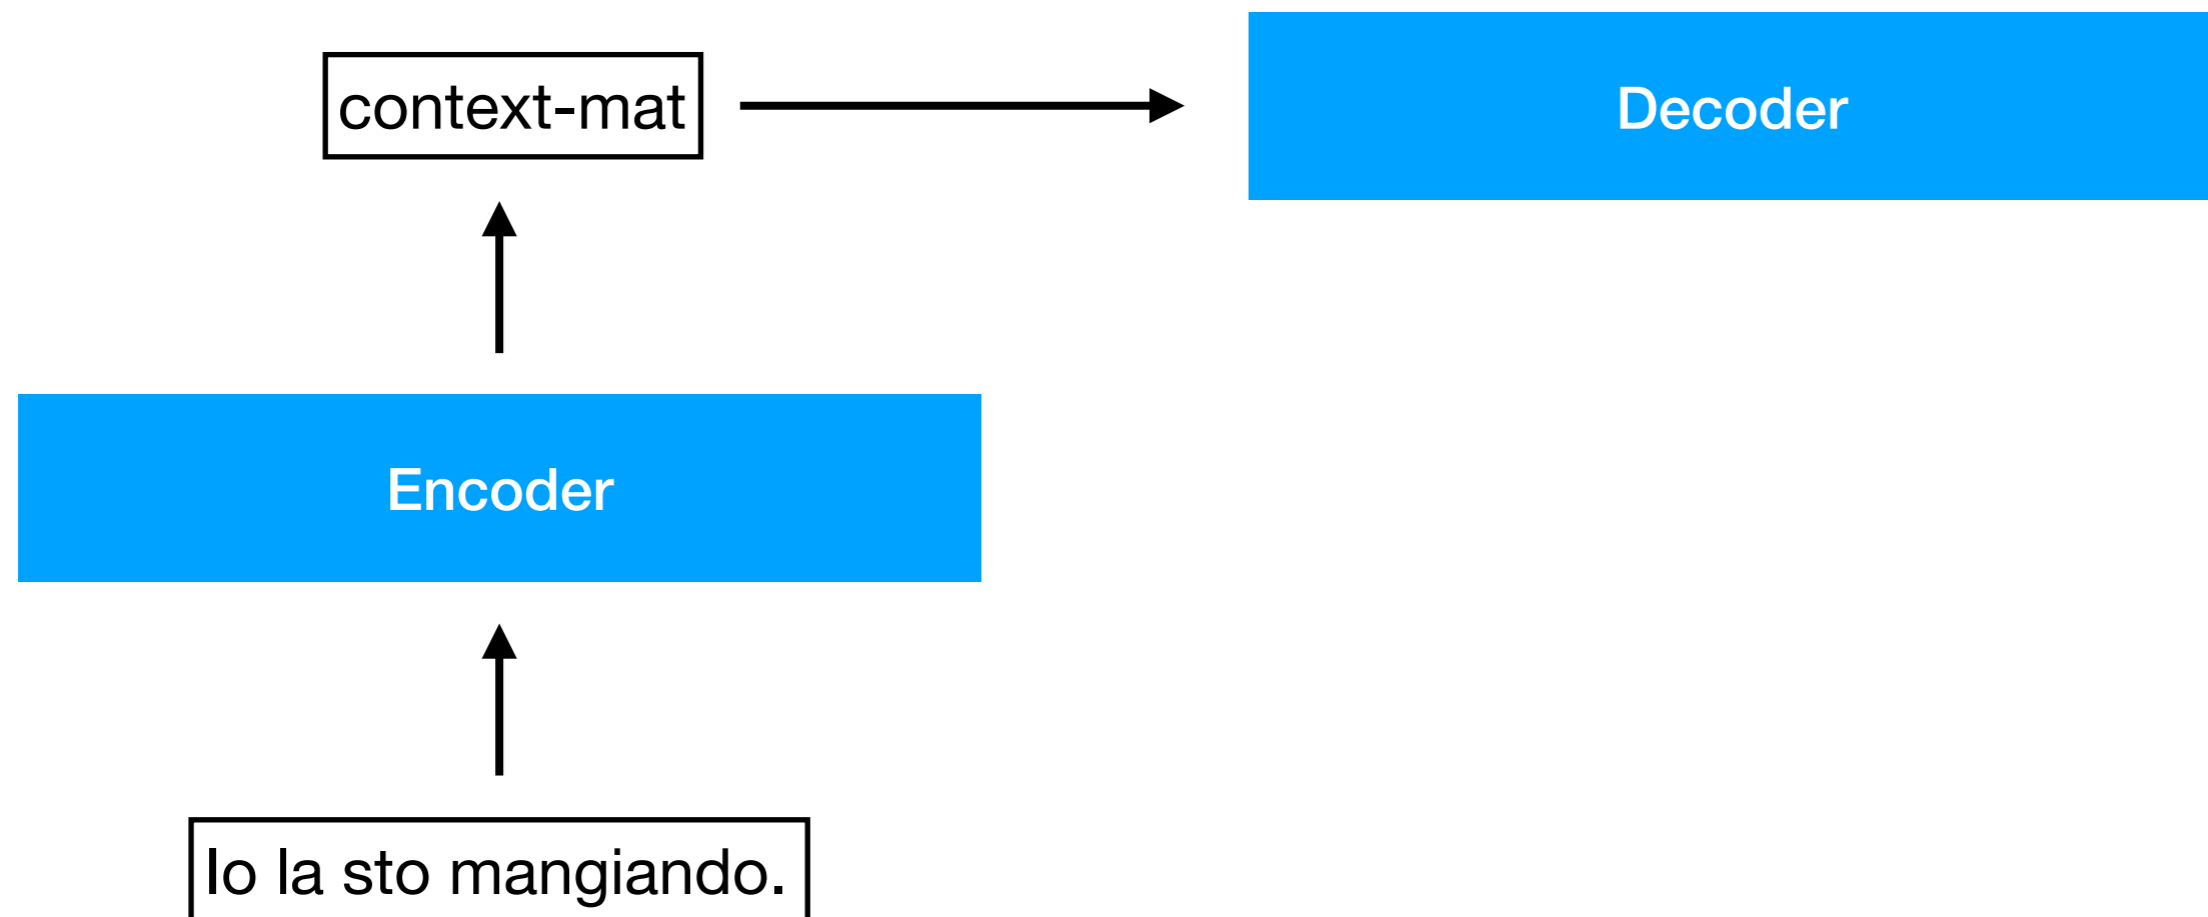 context-mat
Decoder
Encoder
Io la sto mangiando.